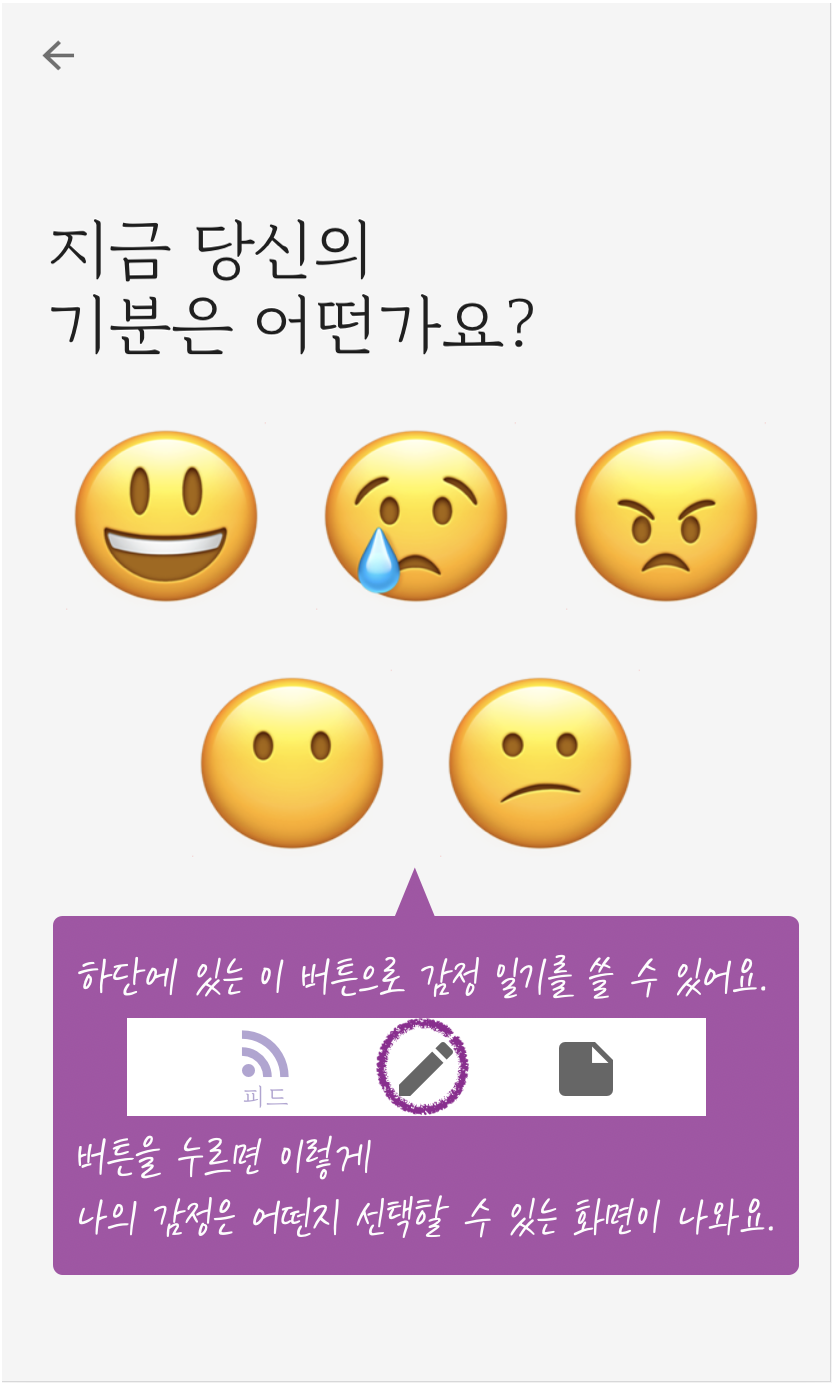 지금 당신의
기분은 어떤가요?
하단에 있는 이 버튼으로 감정 일기를 쓸 수 있어요.
피드
버튼을 누르면 이렇게
나의 감정은 어떤지 선택할 수 있는 화면이 나와요.